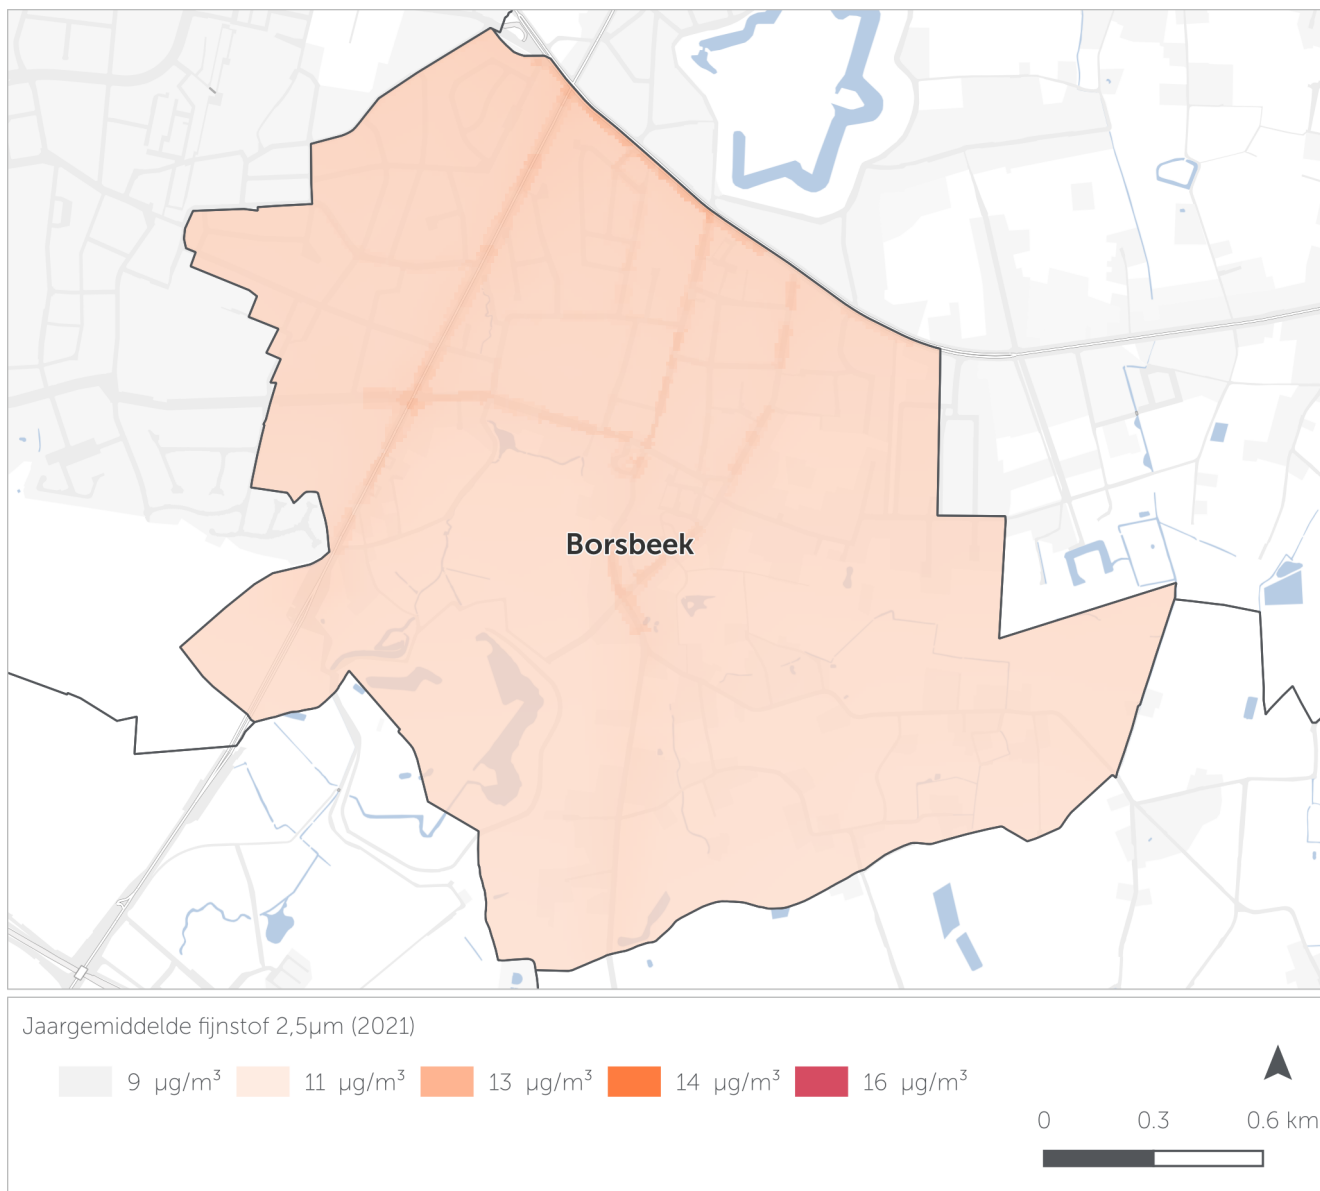 Borsbeek
Jaargemiddelde fijnstof 2,5µm (2021)
9 µg/m³ 11 µg/m³ 13 µg/m³ 14 µg/m³ 16 µg/m³
0 0.3 0.6 km